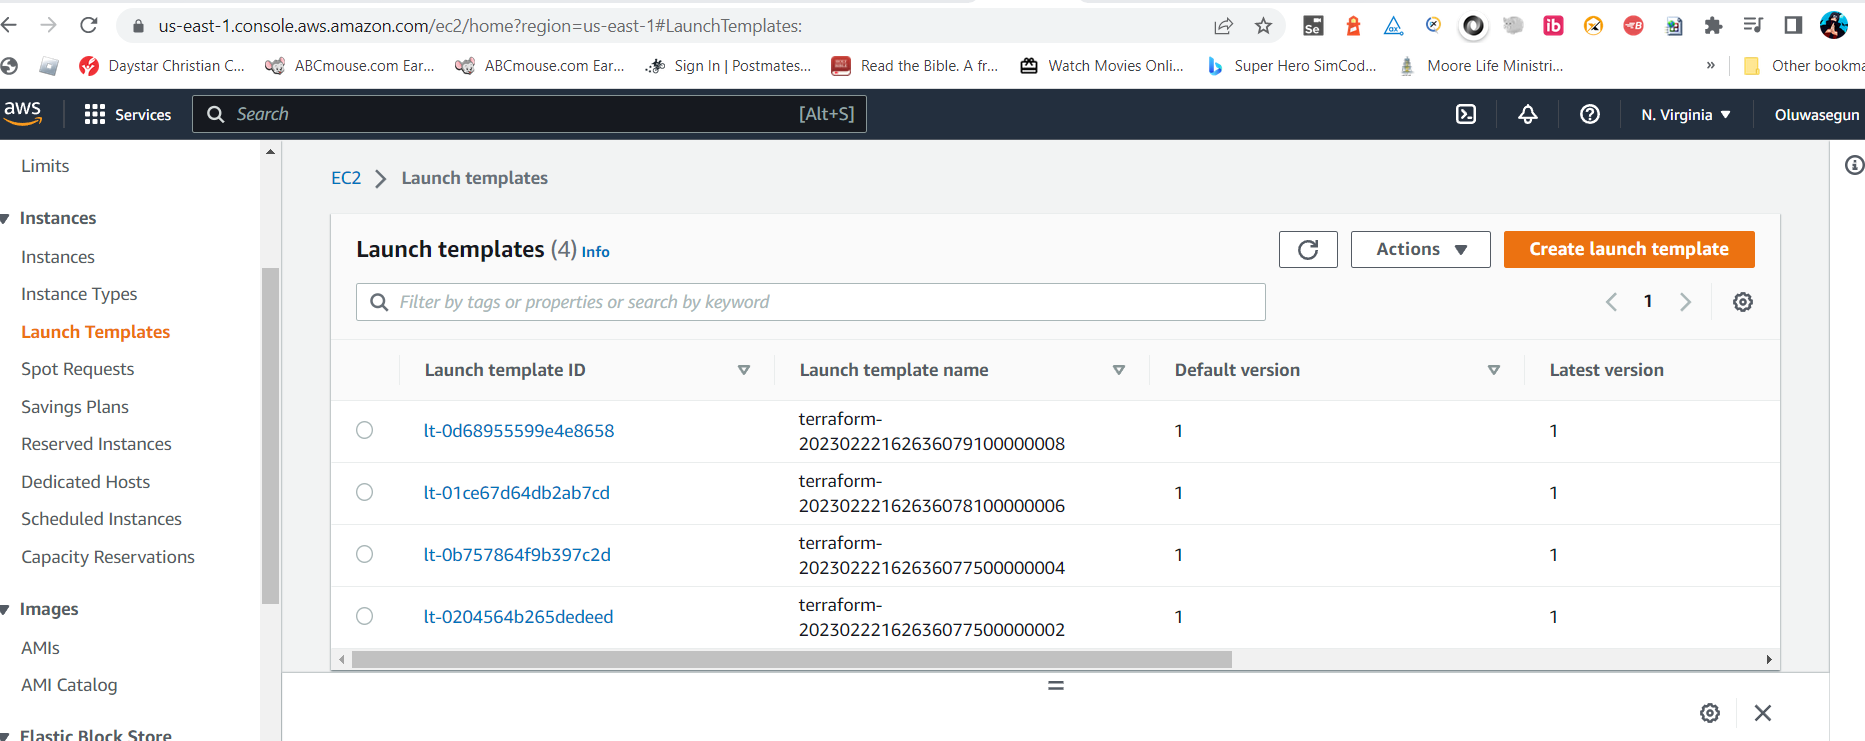 us-east-1.console.aws.amazon.com/ec2/home?region=us-east-1#LaunchTemplates:
Daystar Christian C... ABCmouse.com Ear... ABCmouse.com Ear... Sign In | Postmates... Read the Bible. A fr... Watch Movies Onli... Super Hero SimCod... Moore Life Ministri... » Other bookma
aws Services Search [Alt+S] N. Virginia Oluwasegun
Limits
Instances
Instances
Instance Types
Launch Templates
Spot Requests
Savings Plans
Reserved Instances
Dedicated Hosts
Scheduled Instances
Capacity Reservations
Images
AMIs
AMI Catalog
Elastic Block Store
EC2 Launch templates
Launch templates (4) Info
Actions
Create launch template
Filter by tags or properties or search by keyword
1
Launch template ID Launch template name Default version Latest version
lt-0d68955599e4e8658 terraform- 1 1
20230222162636079100000008
lt-01ce67d64db2ab7cd terraform- 1 1
20230222162636078100000006
lt-0b757864f9b397c2d terraform- 1 1
20230222162636077500000004
lt-0204564b265dedeed terraform- 1 1
20230222162636077500000002